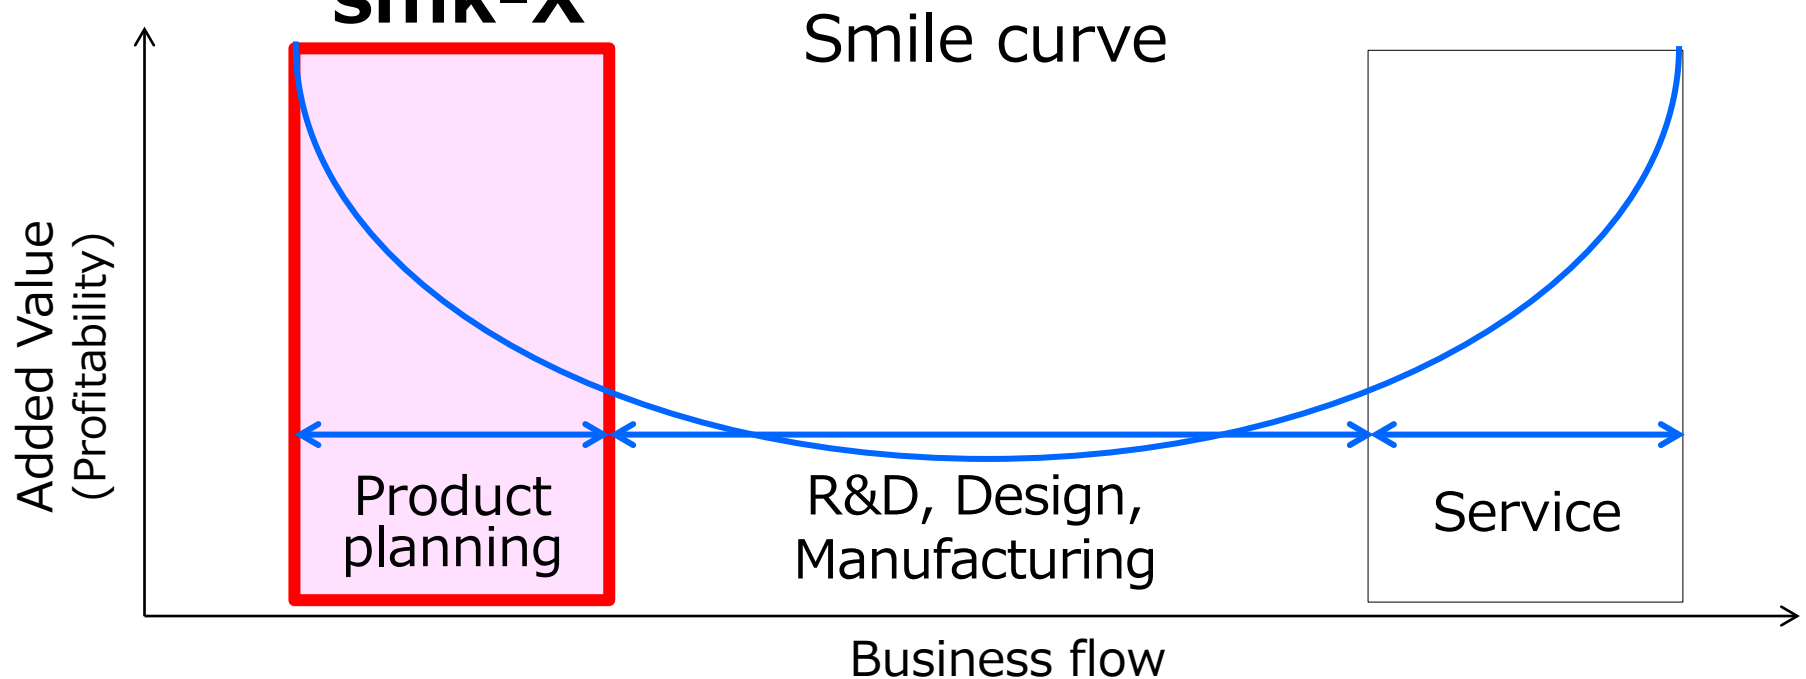 Smile curve
Added Value
(Profitability)
Product
planning
R&D, Design,
Manufacturing
Service
Business flow